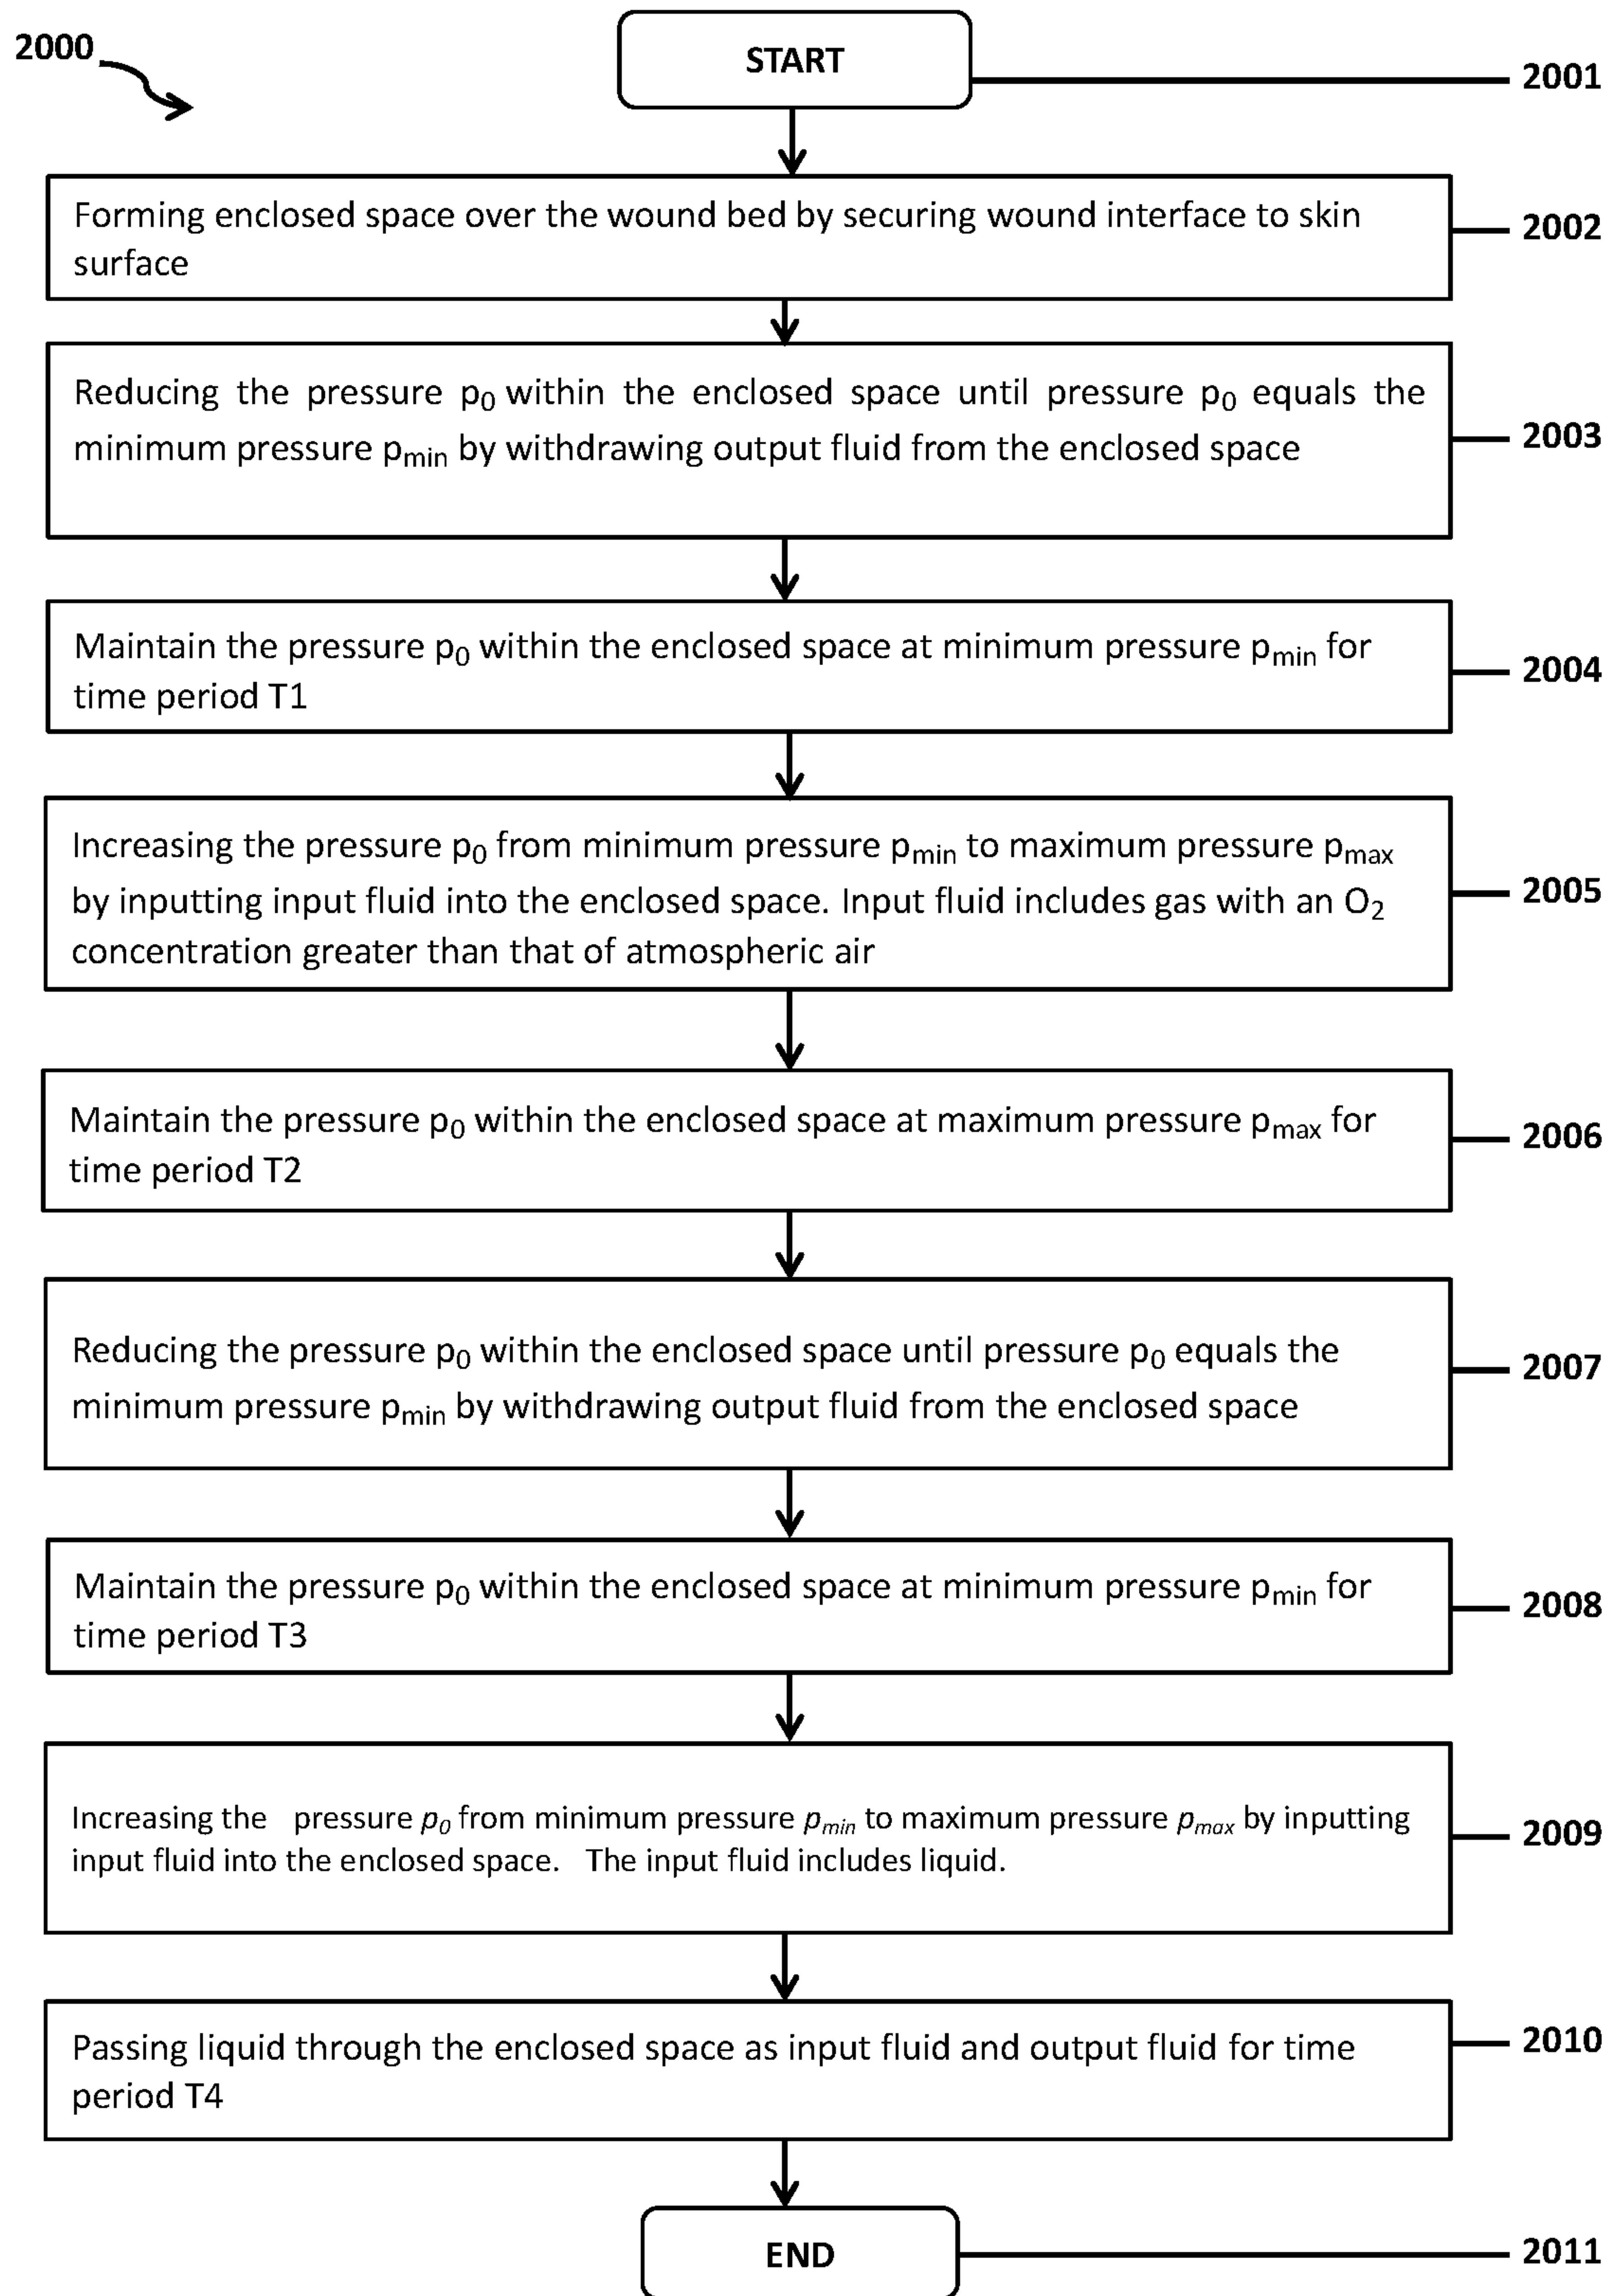 2000
START
2001
Forming enclosed space over the wound bed by securing wound interface to skin
surface
2002
Reducing the pressure p₀ within the enclosed space until pressure p₀ equals the
minimum pressure pmin by withdrawing output fluid from the enclosed space
2003
Maintain the pressure p₀ within the enclosed space at minimum pressure pmin for
time period T1
2004
Increasing the pressure p₀ from minimum pressure pmin to maximum pressure pmax
by inputting input fluid into the enclosed space. Input fluid includes gas with an O₂
concentration greater than that of atmospheric air
2005
Maintain the pressure p₀ within the enclosed space at maximum pressure pmax for
time period T2
2006
Reducing the pressure p₀ within the enclosed space until pressure p₀ equals the
minimum pressure pmin by withdrawing output fluid from the enclosed space
2007
Maintain the pressure p₀ within the enclosed space at minimum pressure pmin for
time period T3
2008
Increasing the pressure p₀ from minimum pressure pmin to maximum pressure pmax by inputting
input fluid into the enclosed space. The input fluid includes liquid.
2009
Passing liquid through the enclosed space as input fluid and output fluid for time
period T4
2010
END
2011